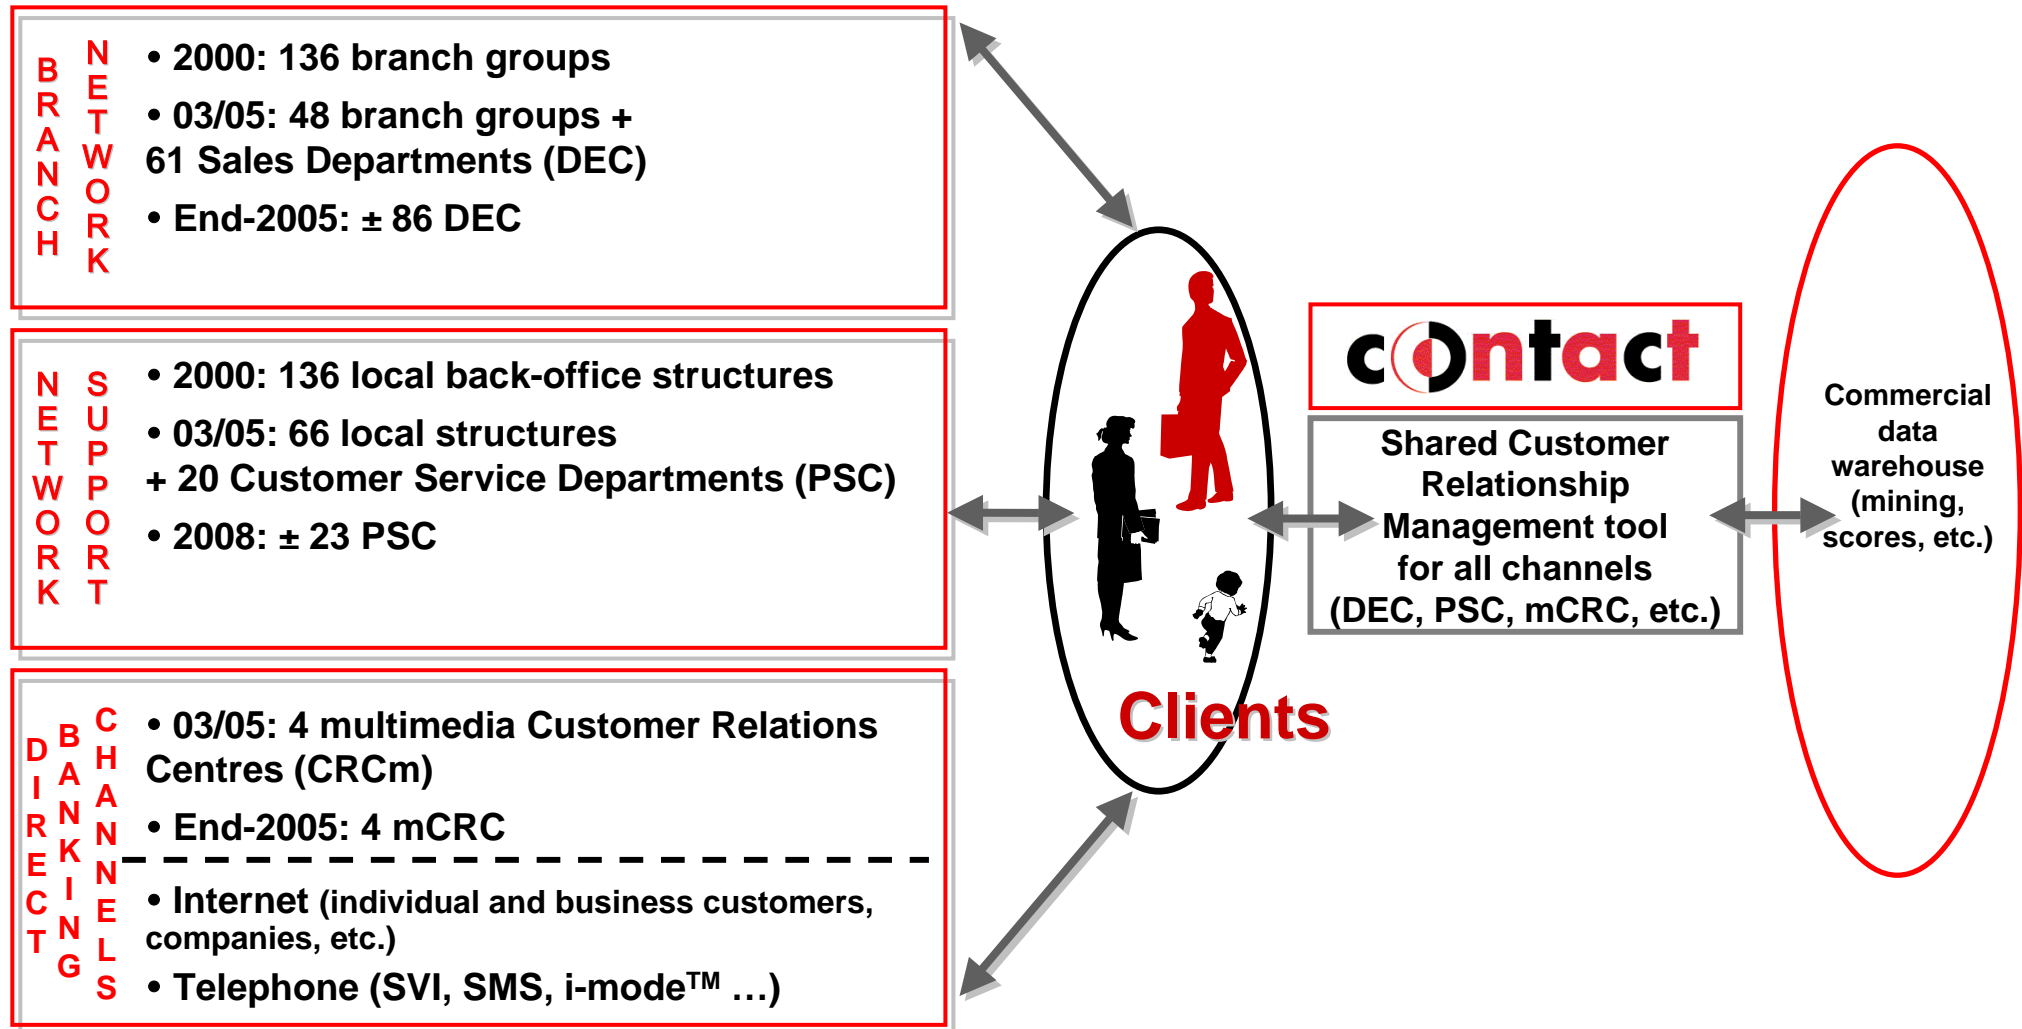 BRANCH
NETWORK
• 2000: 136 branch groups
• 03/05: 48 branch groups +
61 Sales Departments (DEC)
• End-2005: ± 86 DEC
NETWORK
SUPPORT
• 2000: 136 local back-office structures
• 03/05: 66 local structures
+ 20 Customer Service Departments (PSC)
• 2008: ± 23 PSC
DIRECT
BANKING
CHANNELS
• 03/05: 4 multimedia Customer Relations
Centres (CRCm)
• End-2005: 4 mCRC
• Internet (individual and business customers,
companies, etc.)
• Telephone (SVI, SMS, i-mode™ …)
Clients
contact
Shared Customer
Relationship
Management tool
for all channels
(DEC, PSC, mCRC, etc.)
Commercial
data
warehouse
(mining,
scores, etc.)